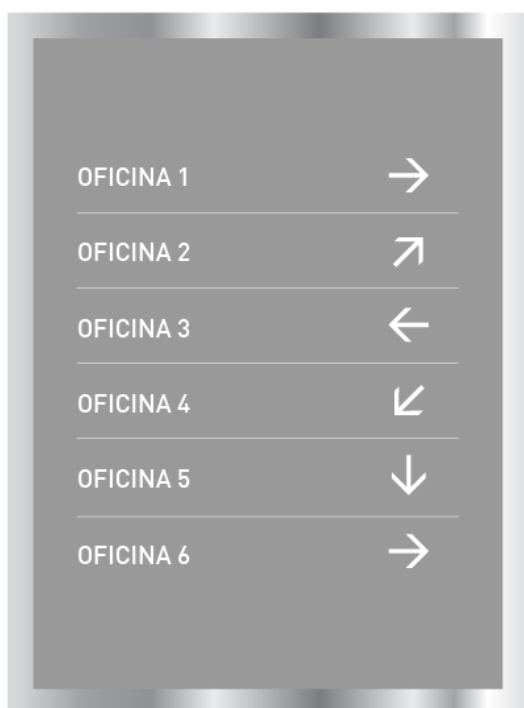 OFICINA 1 →
OFICINA 2 ↗
OFICINA 3 ←
OFICINA 4 ↙
OFICINA 5 ↓
OFICINA 6 →